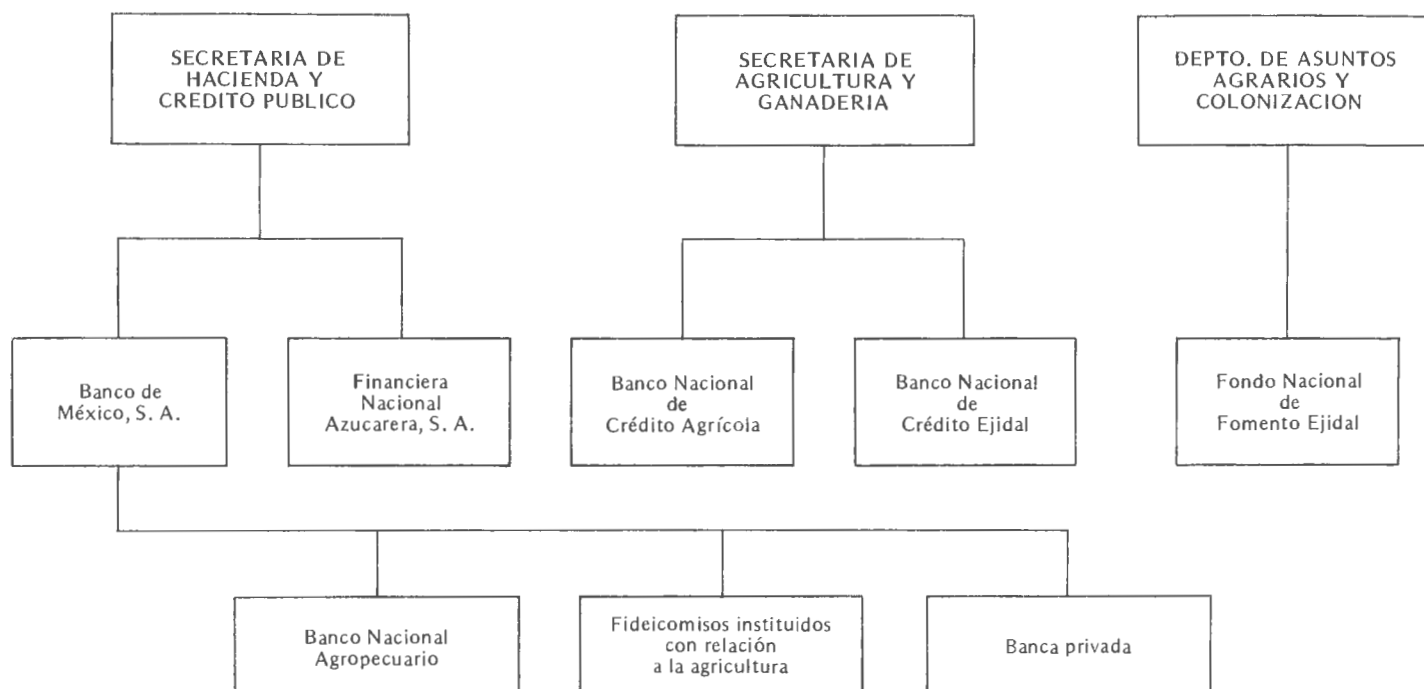 SECRETARIA DE
HACIENDA Y
CREDITO PUBLICO
SECRETARIA DE
AGRICULTURA Y
GANADERIA
DEPTO. DE ASUNTOS
AGRARIOS Y
COLONIZACION
Banco de
México, S. A.
Financiera
Nacional
Azucarera, S. A.
Banco Nacional
de
Crédito Agrícola
Banco Nacional
de
Crédito Ejidal
Fondo Nacional
de
Fomento Ejidal
Banco Nacional
Agropecuario
Fideicomisos instituidos
con relación
a la agricultura
Banca privada